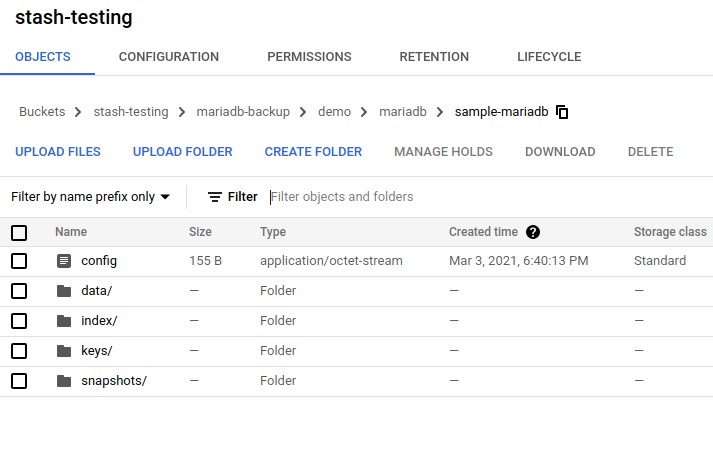 stash-testing
OBJECTS CONFIGURATION PERMISSIONS RETENTION LIFECYCLE
Buckets > stash-testing > mariadb-backup > demo > mariadb > sample-mariadb
UPLOAD FILES UPLOAD FOLDER CREATE FOLDER MANAGE HOLDS DOWNLOAD DELETE
Filter by name prefix only Filter Filter objects and folders
Name Size Type Created time ? Storage class
config 155 B application/octet-stream Mar 3, 2021, 6:40:13 PM Standard
data/ — Folder — —
index/ — Folder — —
keys/ — Folder — —
snapshots/ — Folder — —